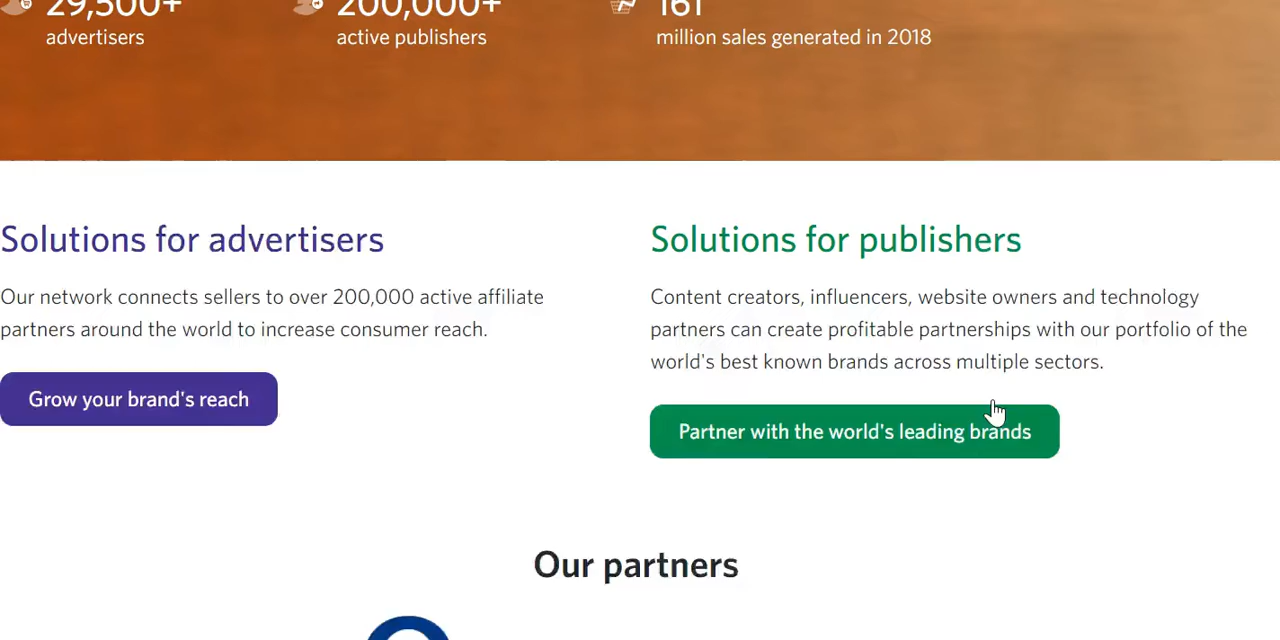 29,500+
200,000+
161
advertisers
active publishers
million sales generated in 2018
Solutions for advertisers
Our network connects sellers to over 200,000 active affiliate
partners around the world to increase consumer reach.
Grow your brand's reach
Solutions for publishers
Content creators, influencers, website owners and technology
partners can create profitable partnerships with our portfolio of the
world's best known brands across multiple sectors.
Partner with the world's leading brands
Our partners